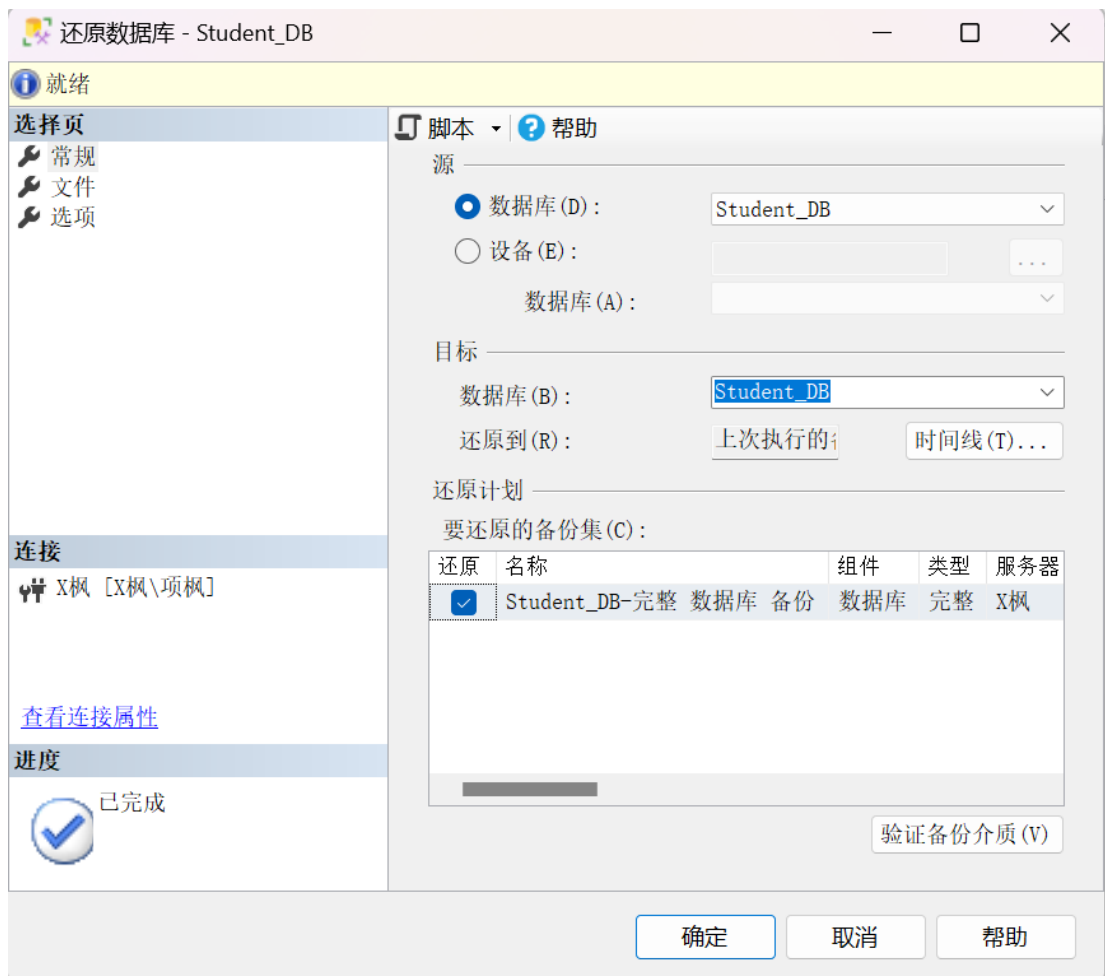 还原数据库 - Student_DB
就绪
选择页
常规
文件
选项
脚本
帮助
源
数据库(D):
Student_DB
设备(E):
...
数据库(A):
目标
数据库(B):
Student_DB
还原到(R):
上次执行的
时间线(T)...
还原计划
要还原的备份集(C):
还原 名称 组件 类型 服务器
Student_DB-完整 数据库 备份 数据库 完整 X枫
验证备份介质(V)
连接
X枫 [X枫\项枫]
查看连接属性
进度
已完成
确定 取消 帮助